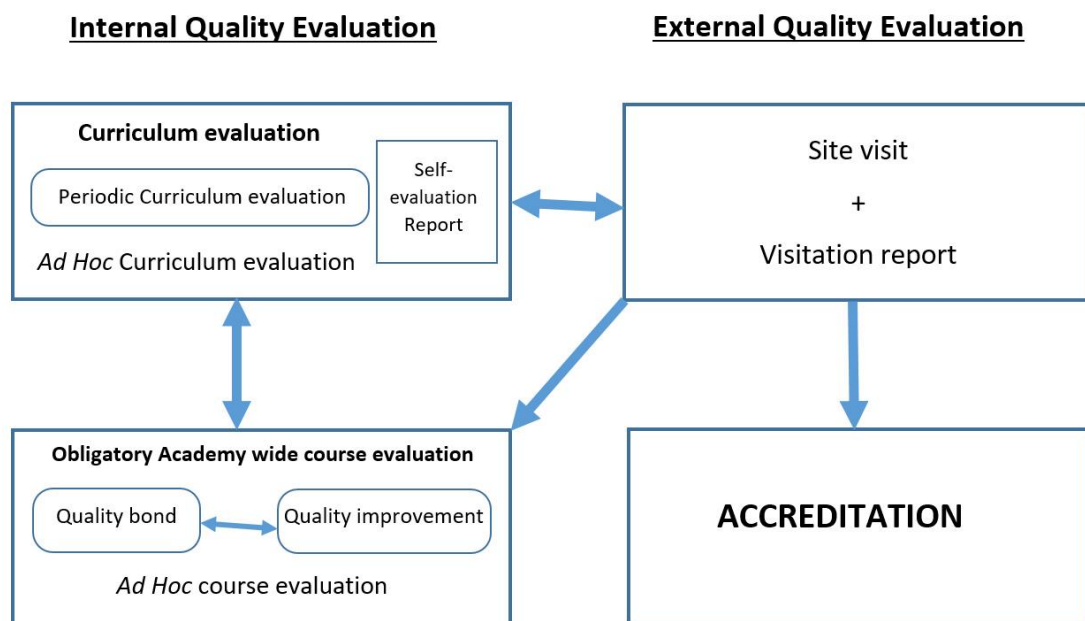 Internal Quality Evaluation
External Quality Evaluation
Curriculum evaluation
Periodic Curriculum evaluation
Self-
evaluation
Report
Ad Hoc Curriculum evaluation
Site visit
+
Visitation report
Obligatory Academy wide course evaluation
Quality bond
Quality improvement
Ad Hoc course evaluation
ACCREDITATION